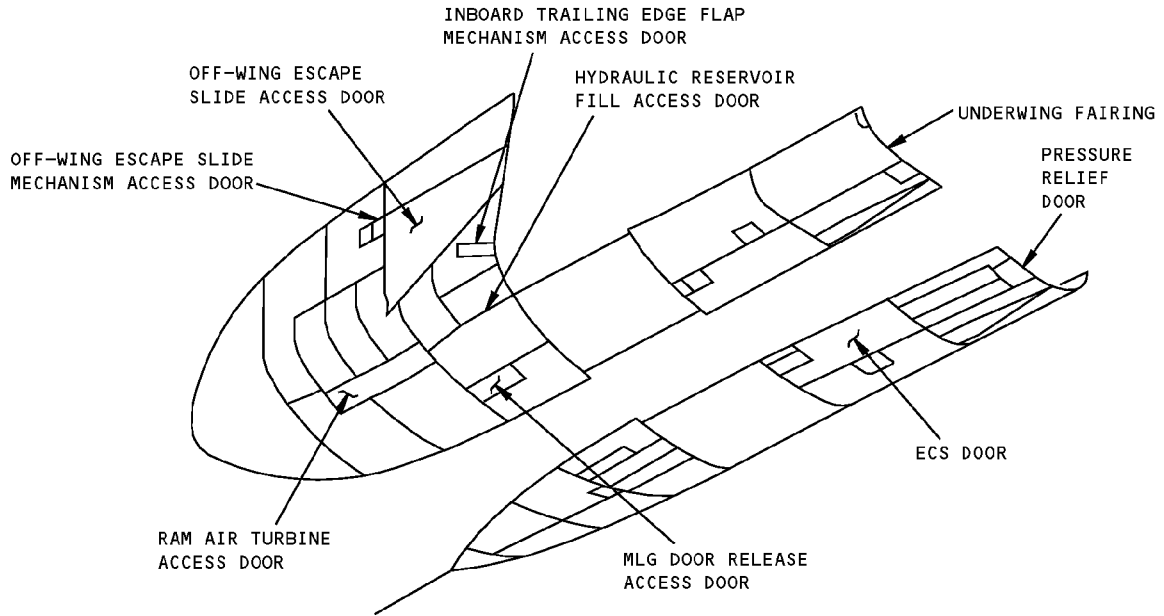 INBOARD TRAILING EDGE FLAP
MECHANISM ACCESS DOOR
OFF-WING ESCAPE
SLIDE ACCESS DOOR
HYDRAULIC RESERVOIR
FILL ACCESS DOOR
UNDERWING FAIRING
OFF-WING ESCAPE SLIDE
MECHANISM ACCESS DOOR
PRESSURE
RELIEF
DOOR
ECS DOOR
RAM AIR TURBINE
ACCESS DOOR
MLG DOOR RELEASE
ACCESS DOOR